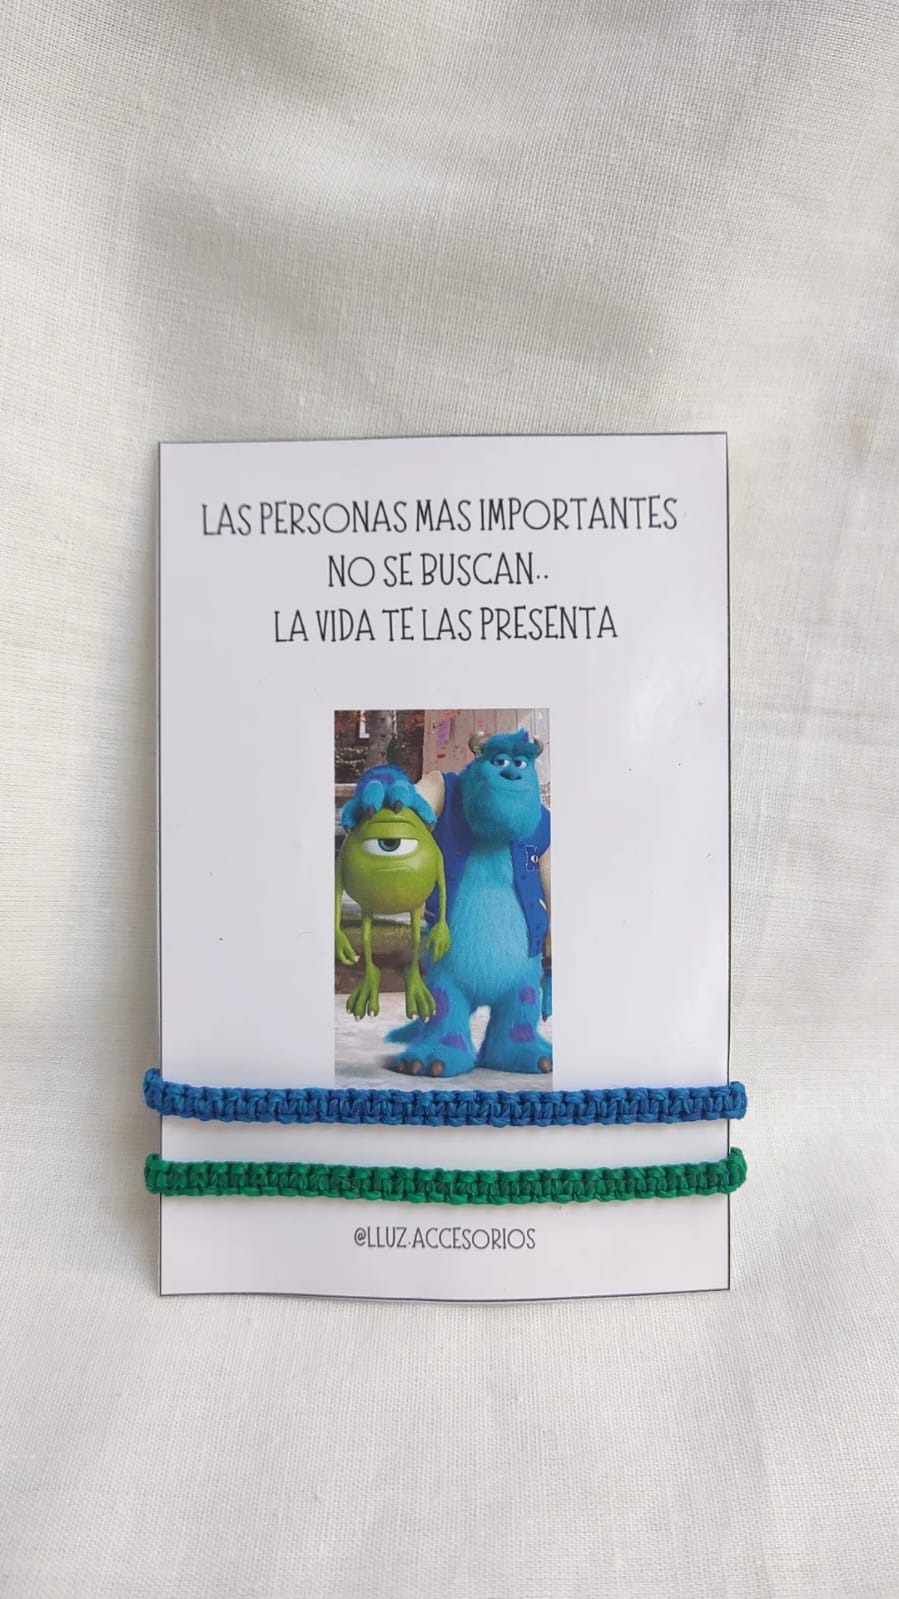 LAS PERSONAS MAS IMPORTANTES
NO SE BUSCAN..
LA VIDA TE LAS PRESENTA
@LLUZ.ACCESORIOS